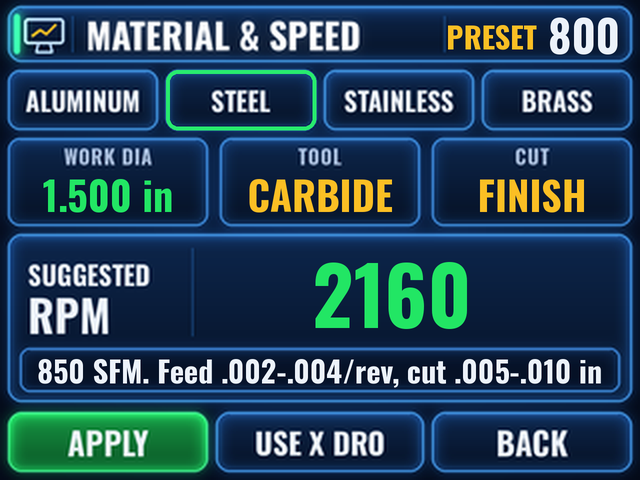 MATERIAL & SPEED PRESET 800
ALUMINUM STEEL STAINLESS BRASS
WORK DIA TOOL CUT
1.500 in CARBIDE FINISH
SUGGESTED
RPM
2160
850 SFM. Feed .002-.004/rev, cut .005-.010 in
APPLY USE X DRO BACK